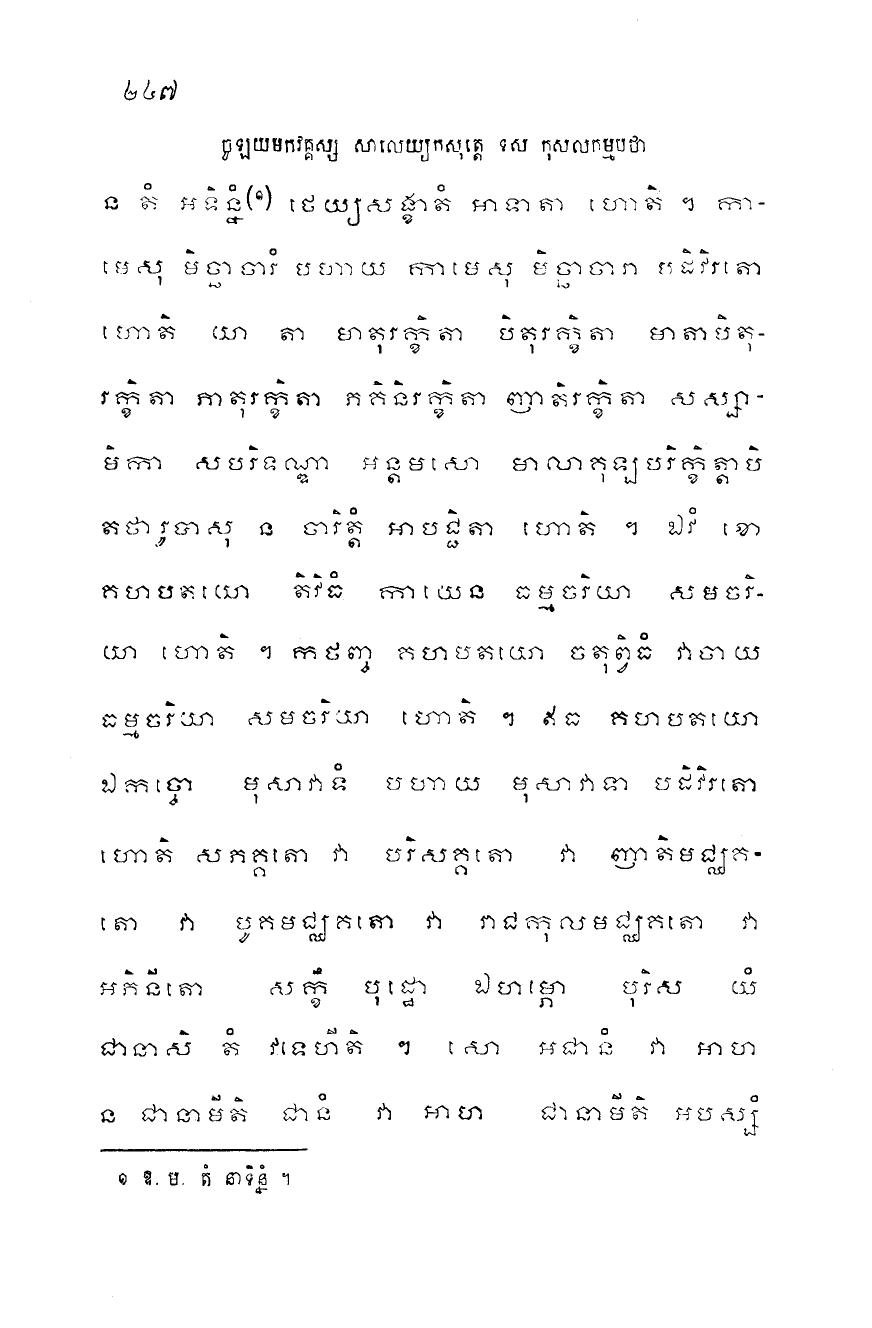 ២៤៧
ចូឡយមកវគ្គស្ស សាលេយ្យកសុត្តេ ទស កុសលកម្មបថា
ន តំ អទិន្នំ(១) ថេយ្យសង្ខាតំ អាទាតា ហោតិ ។ កា-
មេសុ មិច្ឆាចារំ បហាយ កាមេសុ មិច្ឆាចារា បដិវិរតោ
ហោតិ យា តា មាតុរក្ខិតា បិតុរក្ខិតា មាតាបិតុ-
រក្ខិតា ភាតុរក្ខិតា ភគិនិរក្ខិតា ញាតិរក្ខិតា សស្សា-
មិកា សបរិទណ្ឌា អន្តមសោ មាលាគុឡបរិក្ខិត្តាបិ
តថារូបាសុ ន ចារិត្តំ អាបជ្ជិតា ហោតិ ។ ឯវំ ខោ
គហបតយោ តិវិធំ កាយេន ធម្មចរិយា សមចរិ-
យា ហោតិ ។ កថញ្ច គហបតយោ ចតុព្វិធំ វាចាយ
ធម្មចរិយា សមចរិយា ហោតិ ។ ឥធ គហបតយោ
ឯកច្ចោ មុសាវាទំ បហាយ មុសាវាទា បដិវិរតោ
ហោតិ សភគ្គតោ វា បរិសគ្គតោ វា ញាតិមជ្ឈគ-
តោ វា បូគមជ្ឈគតោ វា រាជកុលមជ្ឈគតោ វា
អភិនីតោ សក្ខី បុដ្ឋោ ឯហម្ភោ បុរិស យំ
ជានាសិ តំ វទេហីតិ ។ សោ អជានំ វា អាហ
ន ជានាមីតិ ជានំ វា អាហ ជានាមីតិ អបស្សំ
១ ឱ. ម. តំ នាទិន្នំ ។